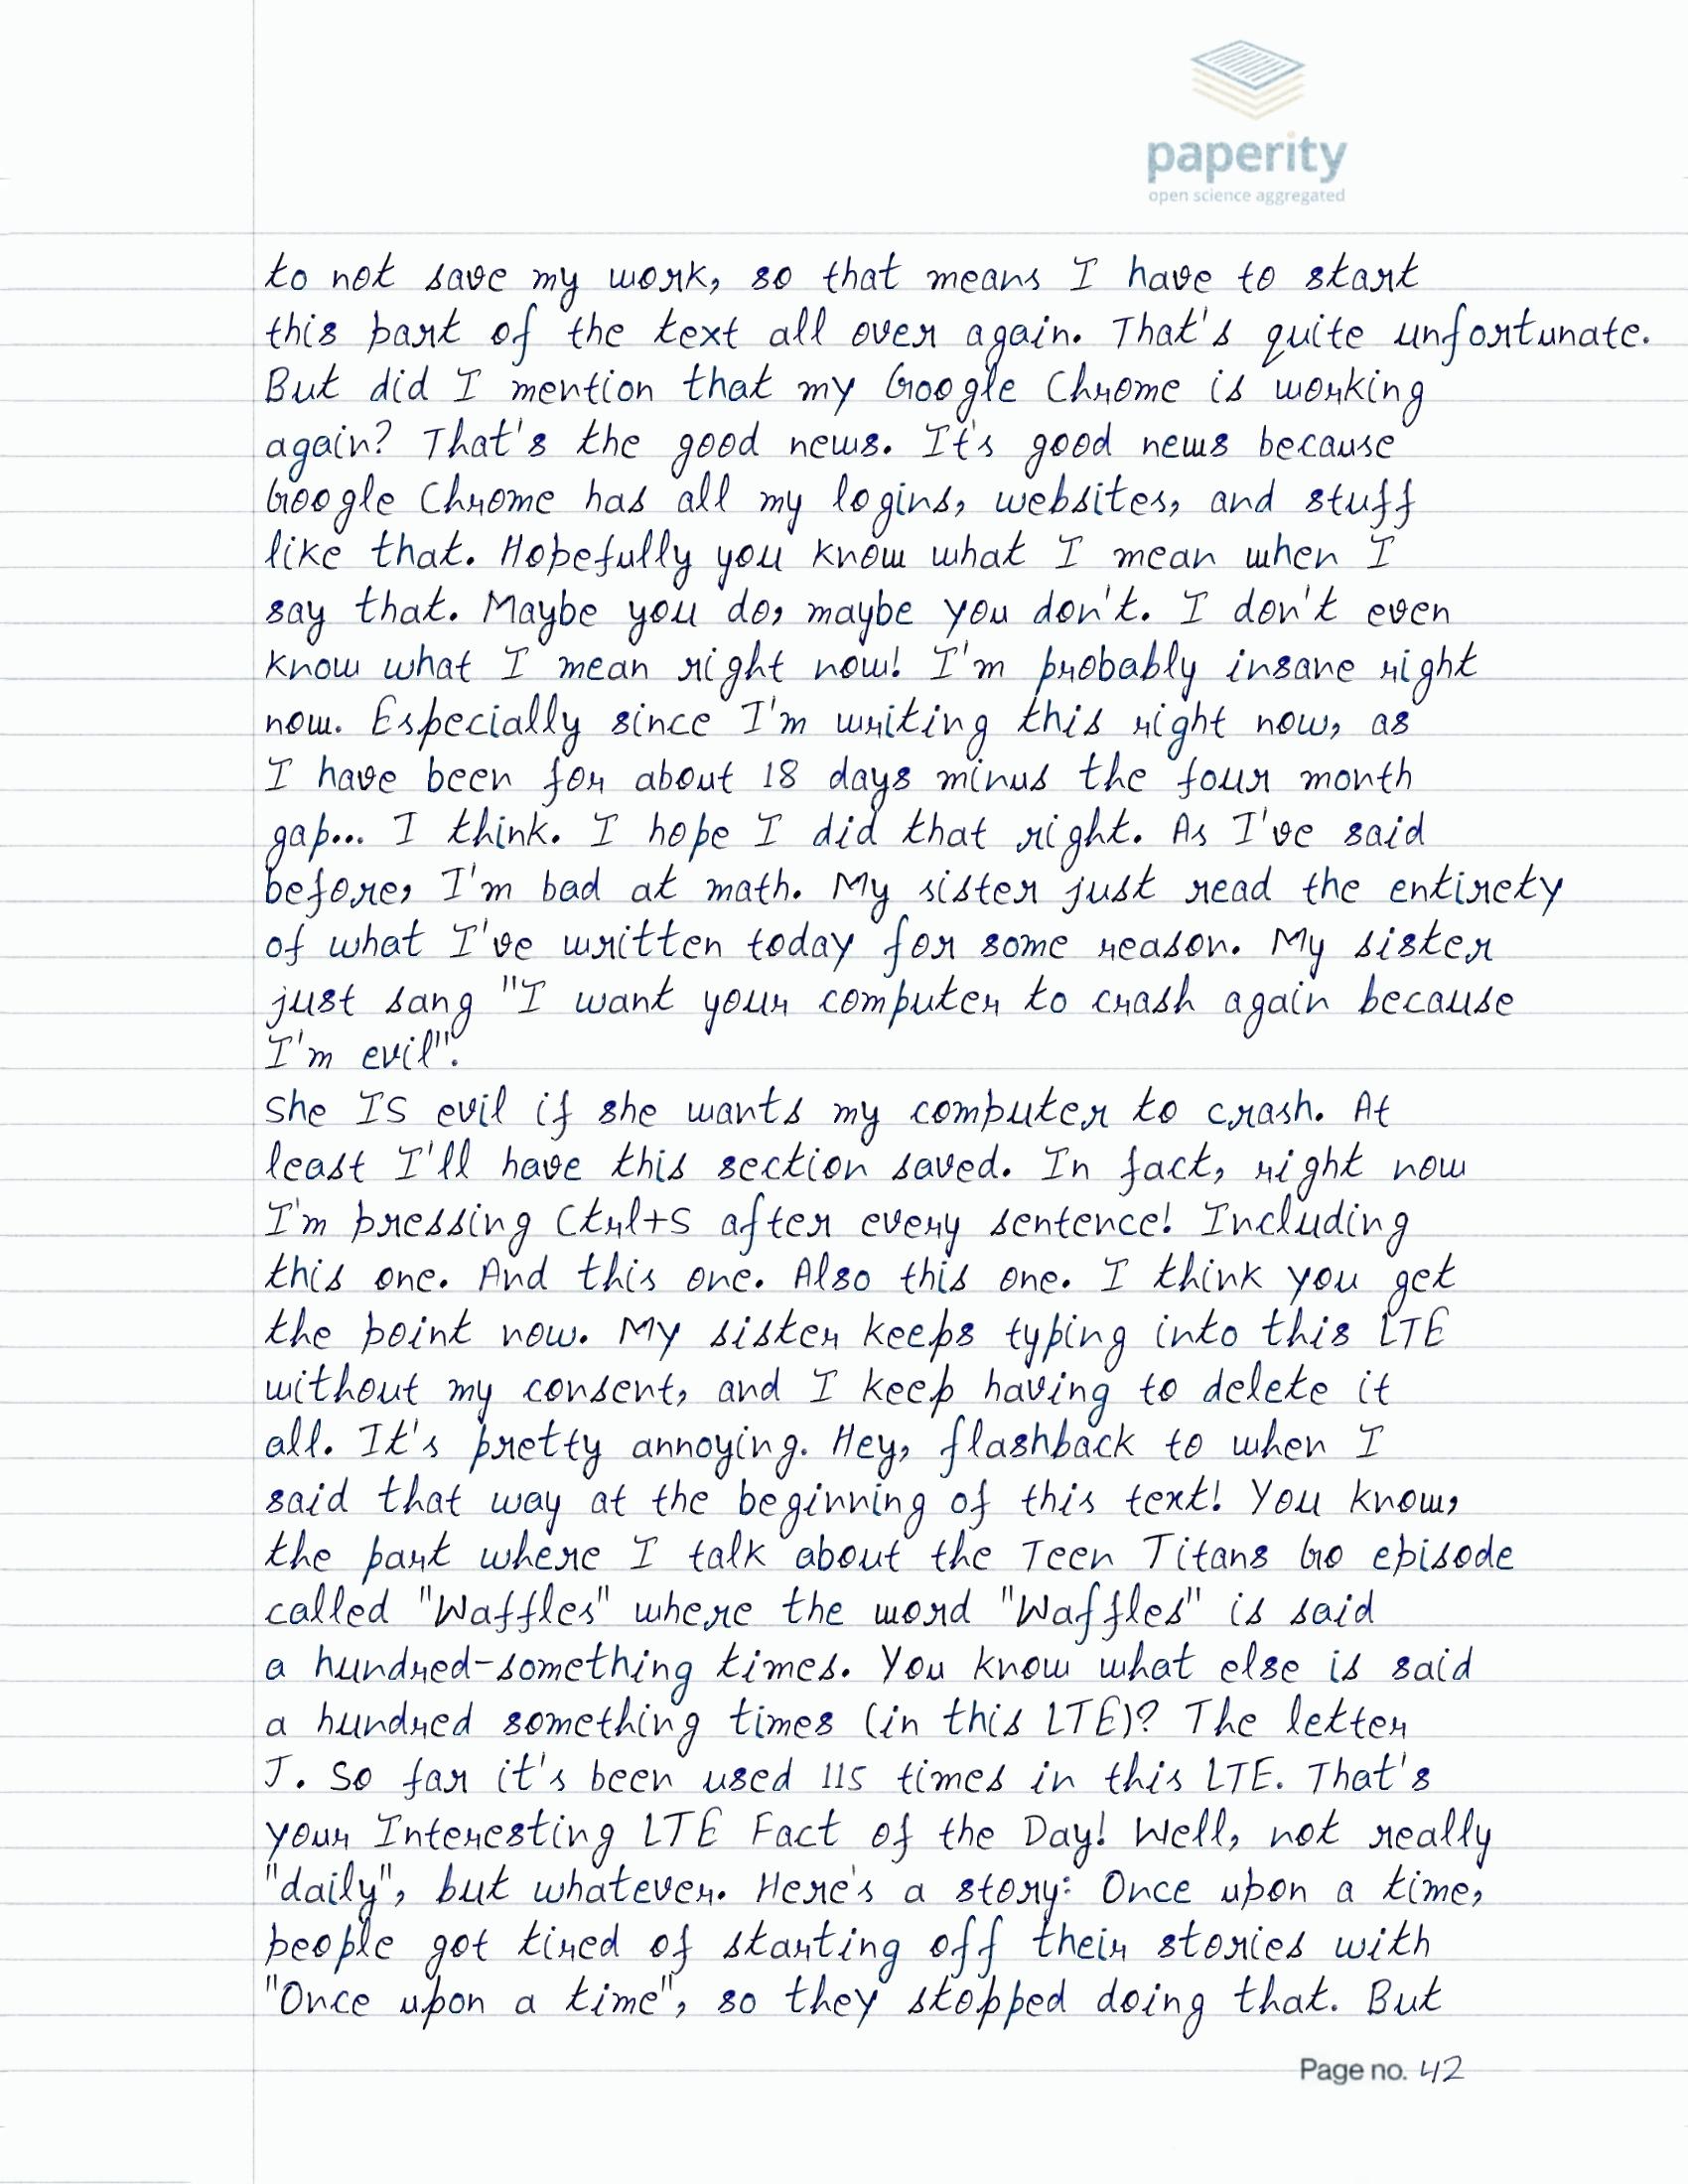 paperity
open science aggregated
to not save my work, so that means I have to start
this part of the text all over again. That's quite unfortunate.
But did I mention that my Google Chrome is working
again? That's the good news. It's good news because
Google Chrome has all my logins, websites, and stuff
like that. Hopefully you know what I mean when I
say that. Maybe you do, maybe you don't. I don't even
know what I mean right now! I'm probably insane right
now. Especially since I'm writing this right now, as
I have been for about 18 days minus the four month
gap... I think. I hope I did that right. As I've said
before, I'm bad at math. My sister just read the entirety
of what I've written today for some reason. My sister
just sang "I want your computer to crash again because
I'm evil".
She IS evil if she wants my computer to crash. At
least I'll have this section saved. In fact, right now
I'm pressing Ctrl+S after every sentence! Including
this one. And this one. Also this one. I think you get
the point now. My sister keeps typing into this LTE
without my consent, and I keep having to delete it
all. It's pretty annoying. Hey, flashback to when I
said that way at the beginning of this text! You know,
the part where I talk about the Teen Titans Go episode
called "Waffles" where the word "Waffles" is said
a hundred-something times. You know what else is said
a hundred something times (in this LTE)? The letter
J. So far it's been used 115 times in this LTE. That's
your Interesting LTE Fact of the Day! Well, not really
"daily", but whatever. Here's a story: Once upon a time,
people got tired of starting off their stories with
"Once upon a time", so they stopped doing that. But
Page no. 42